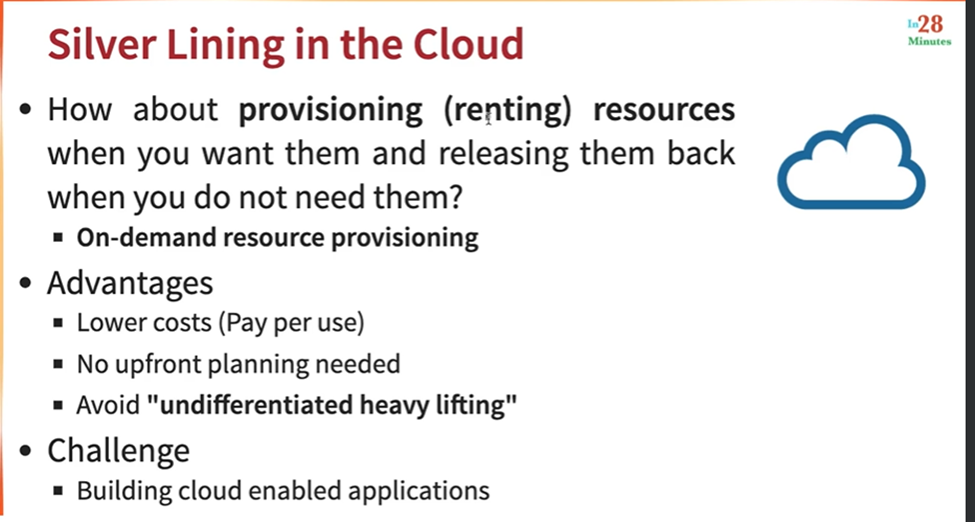 Silver Lining in the Cloud
In28
Minutes
• How about provisioning (renting) resources
when you want them and releasing them back
when you do not need them?
▪ On-demand resource provisioning
• Advantages
▪ Lower costs (Pay per use)
▪ No upfront planning needed
▪ Avoid "undifferentiated heavy lifting"
• Challenge
▪ Building cloud enabled applications